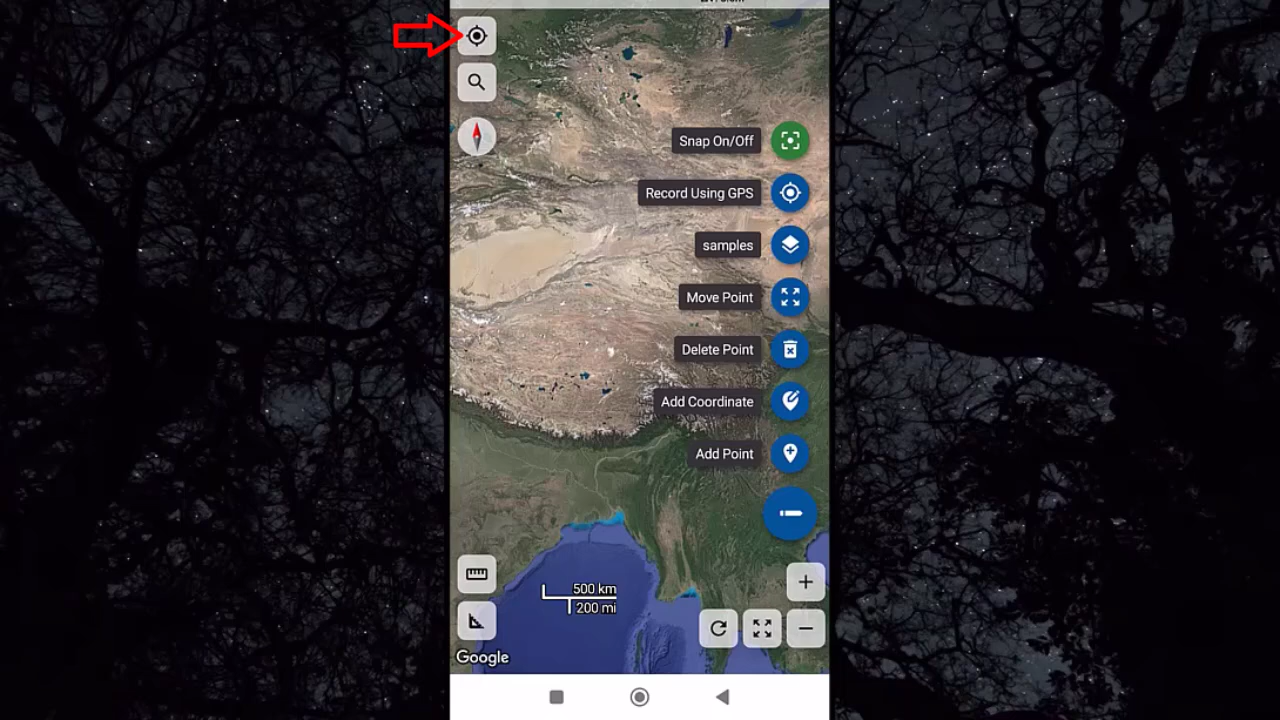 Snap On/Off
Record Using GPS
samples
Move Point
Delete Point
Add Coordinate
Add Point
500 km
200 mi
Google